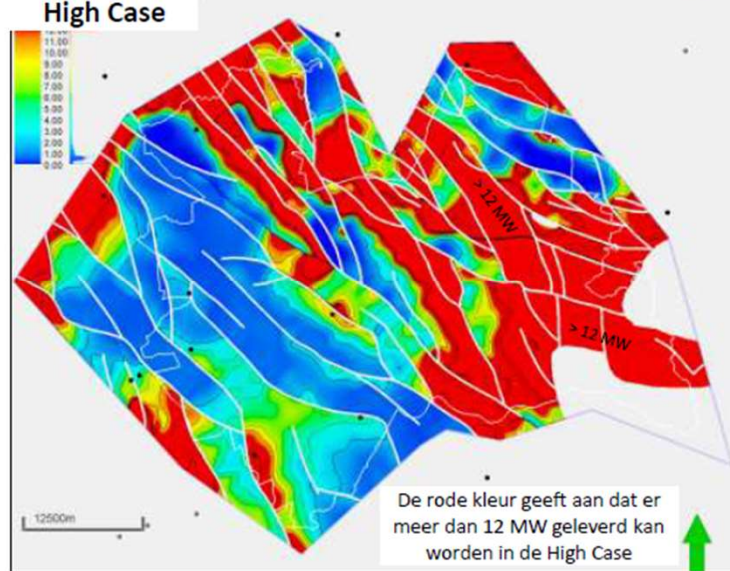 High Case
11.00
10.00
9.00
8.00
7.00
6.00
5.00
4.00
3.00
2.00
1.00
0.00
> 12 MW
> 12 MW
12500m
De rode kleur geeft aan dat er
meer dan 12 MW geleverd kan
worden in de High Case